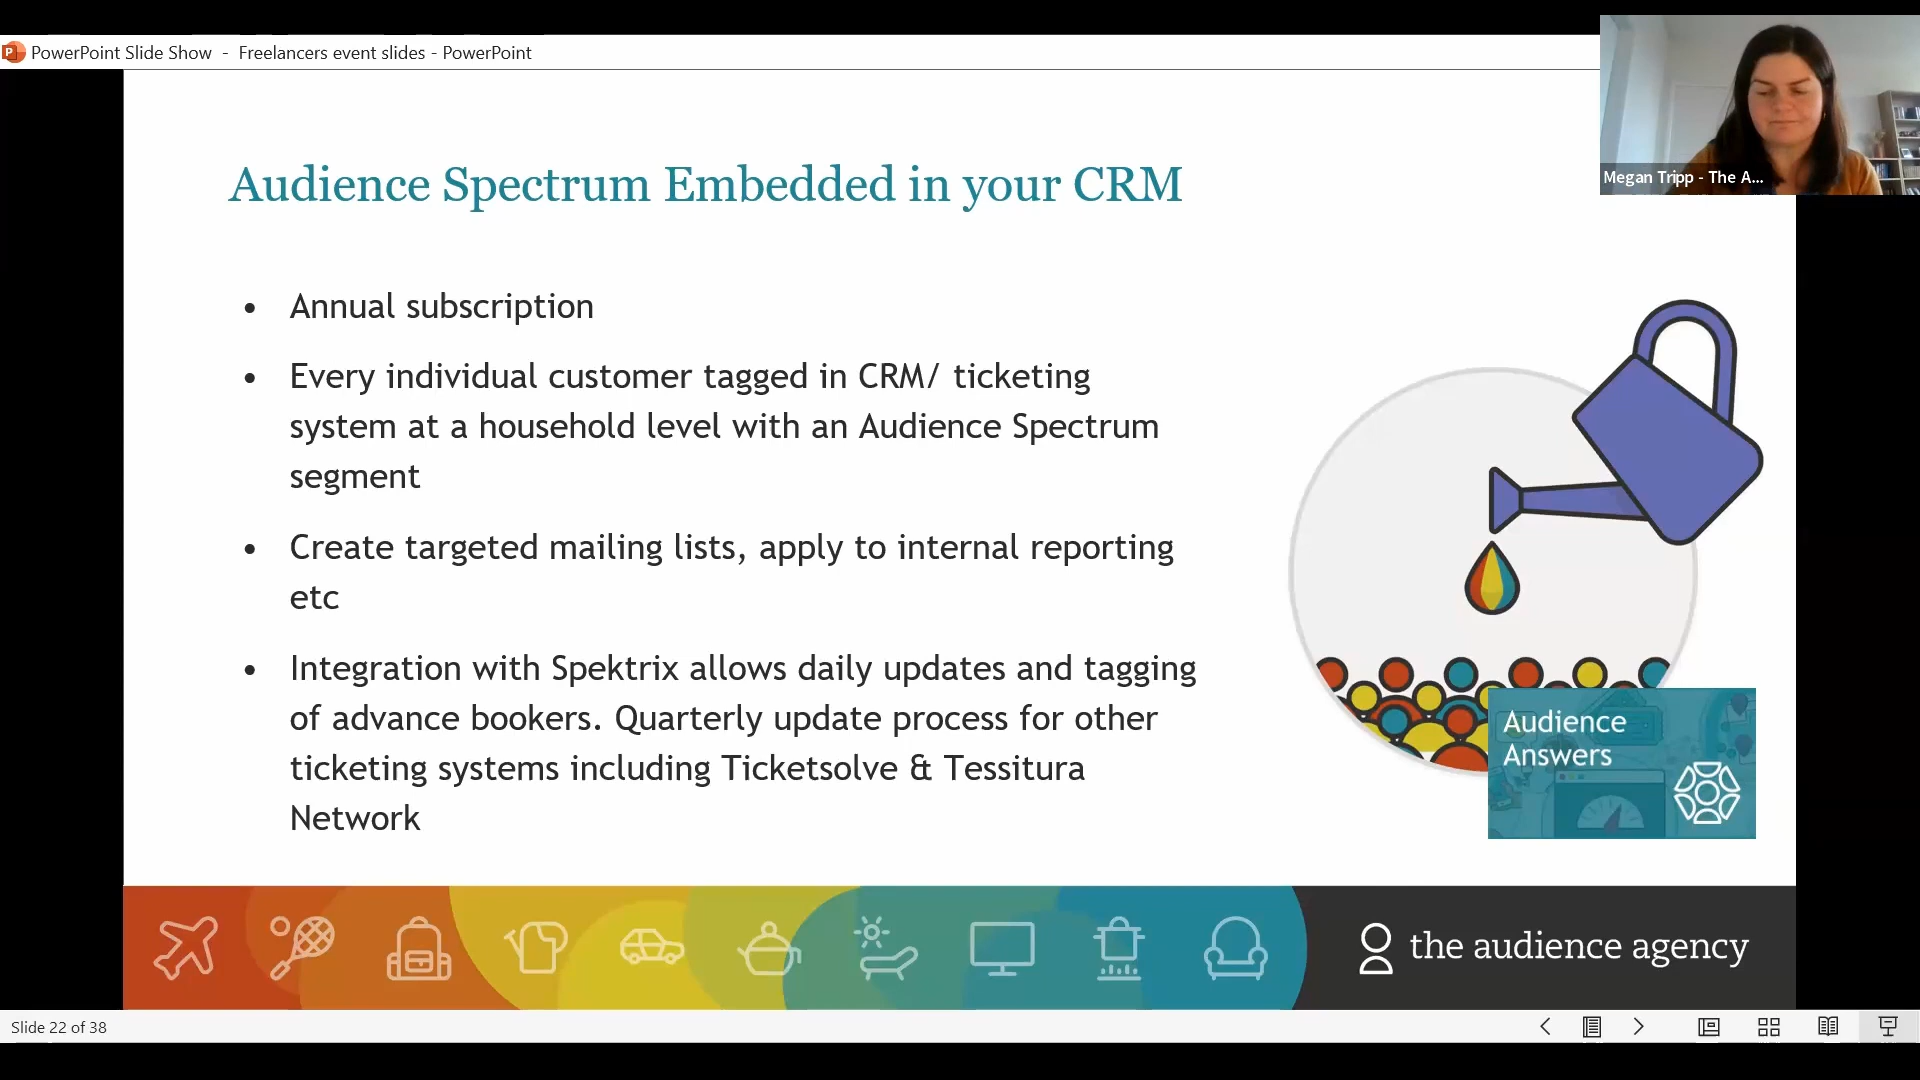 PowerPoint Slide Show - Freelancers event slides - PowerPoint
Megan Tripp - The A...
Audience Spectrum Embedded in your CRM
• Annual subscription
• Every individual customer tagged in CRM/ ticketing
system at a household level with an Audience Spectrum
segment
• Create targeted mailing lists, apply to internal reporting
etc
• Integration with Spektrix allows daily updates and tagging
of advance bookers. Quarterly update process for other
ticketing systems including Ticketsolve & Tessitura
Network
Audience
Answers
the audience agency
Slide 22 of 38